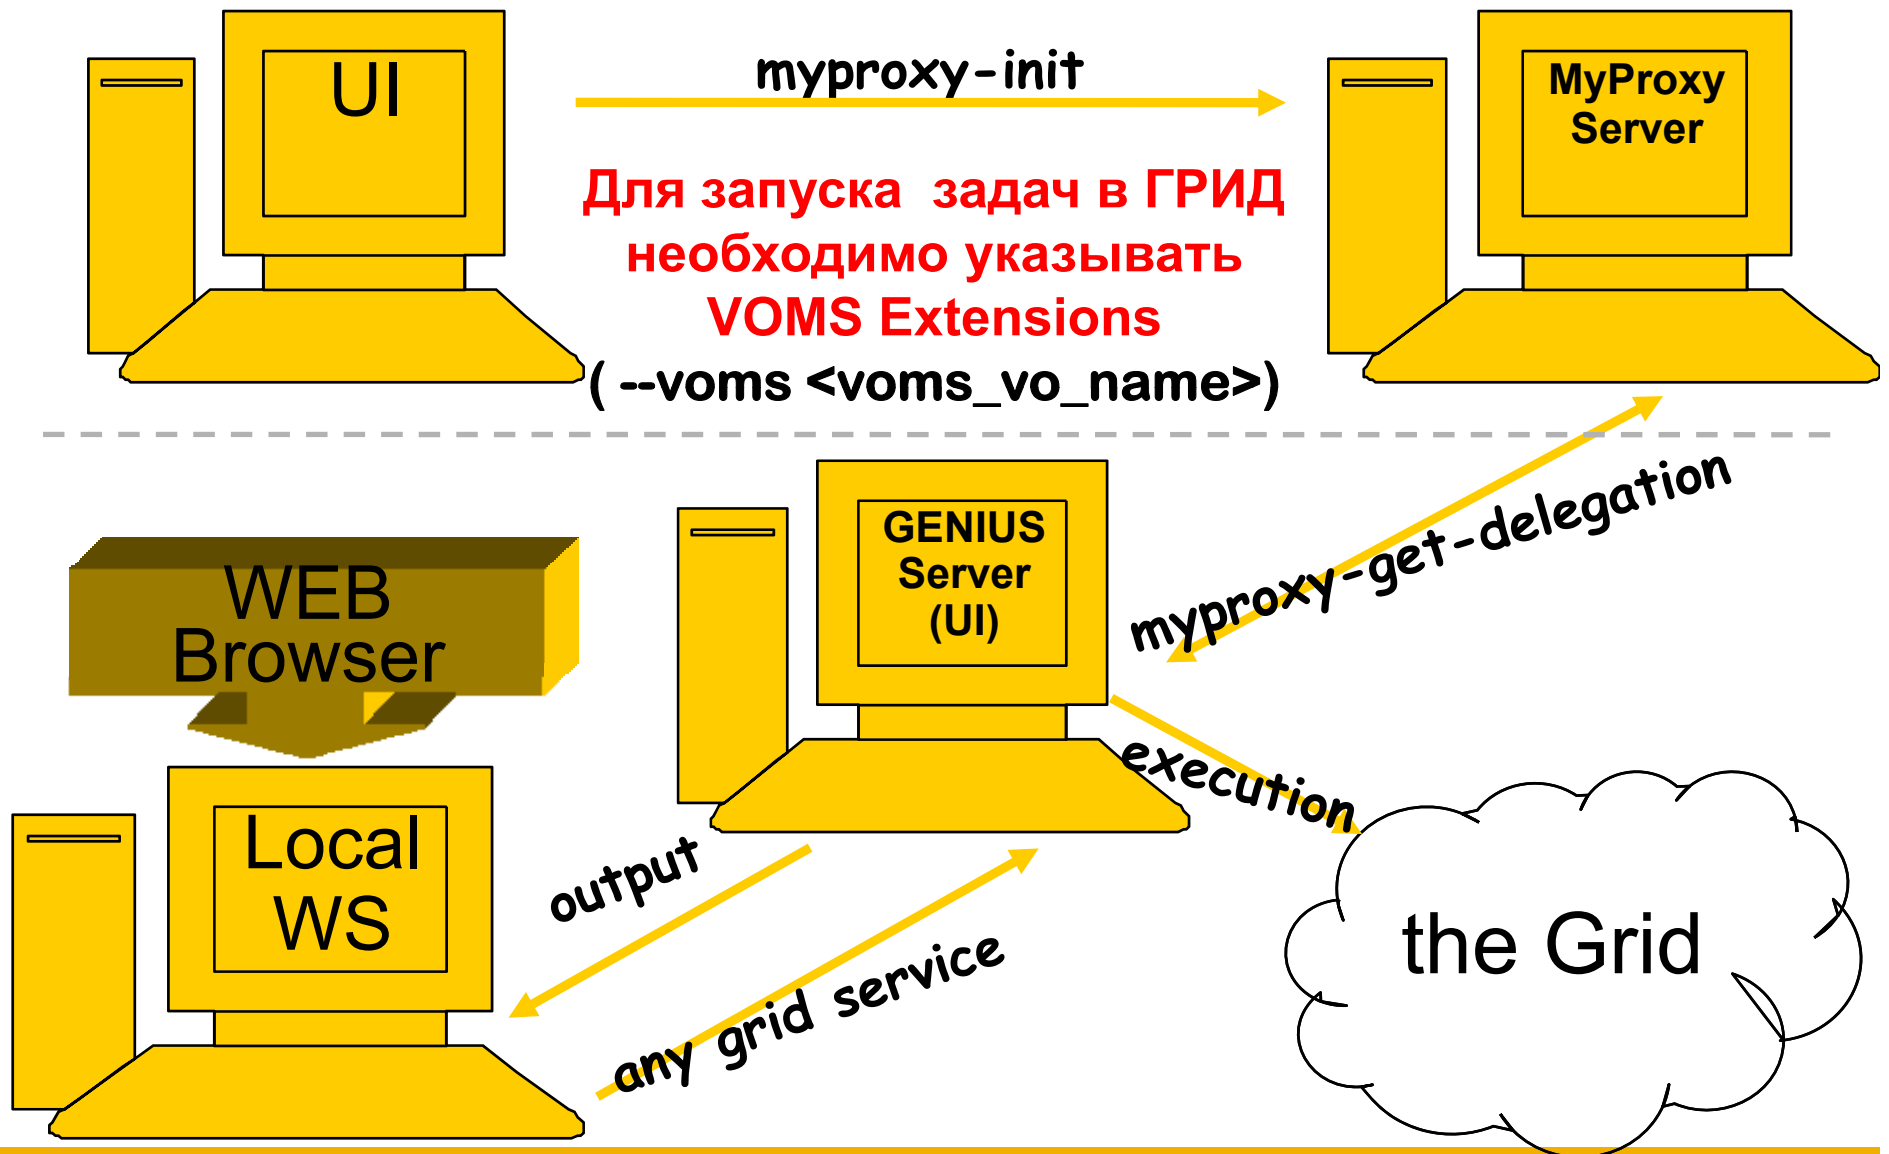 UI
myproxy-init
MyProxy
Server
Для запуска  задач в ГРИД
необходимо указывать
VOMS Extensions
( --voms <voms_vo_name>)
myproxy-get-delegation
GENIUS
Server
(UI)
WEB
Browser
execution
Local
WS
output
any grid service
the Grid